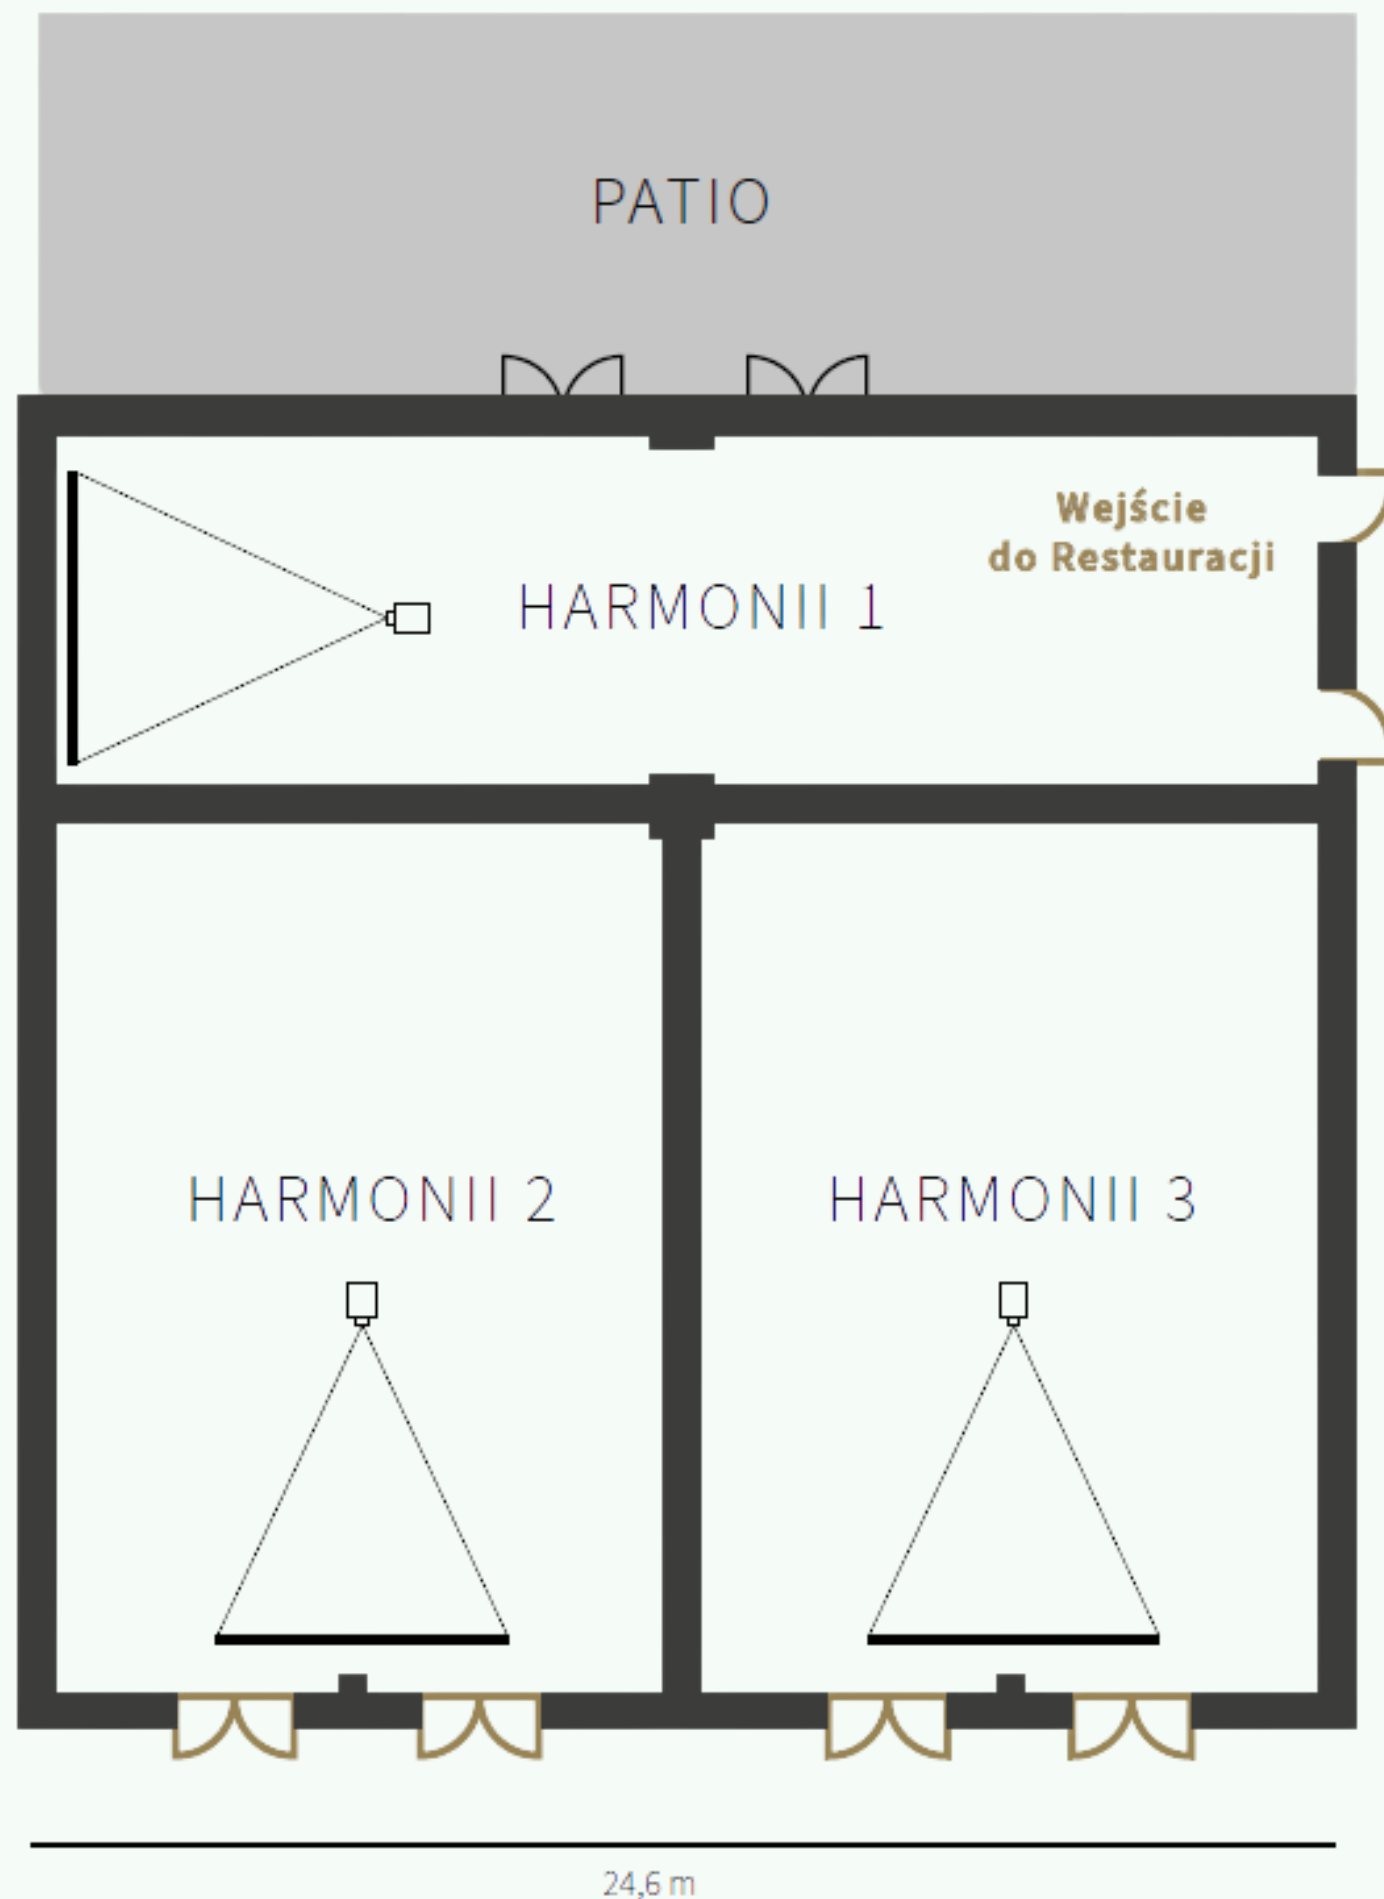 PATIO
Wejście
do Restauracji
HARMONII 1
HARMONII 2
HARMONII 3
24,6 m